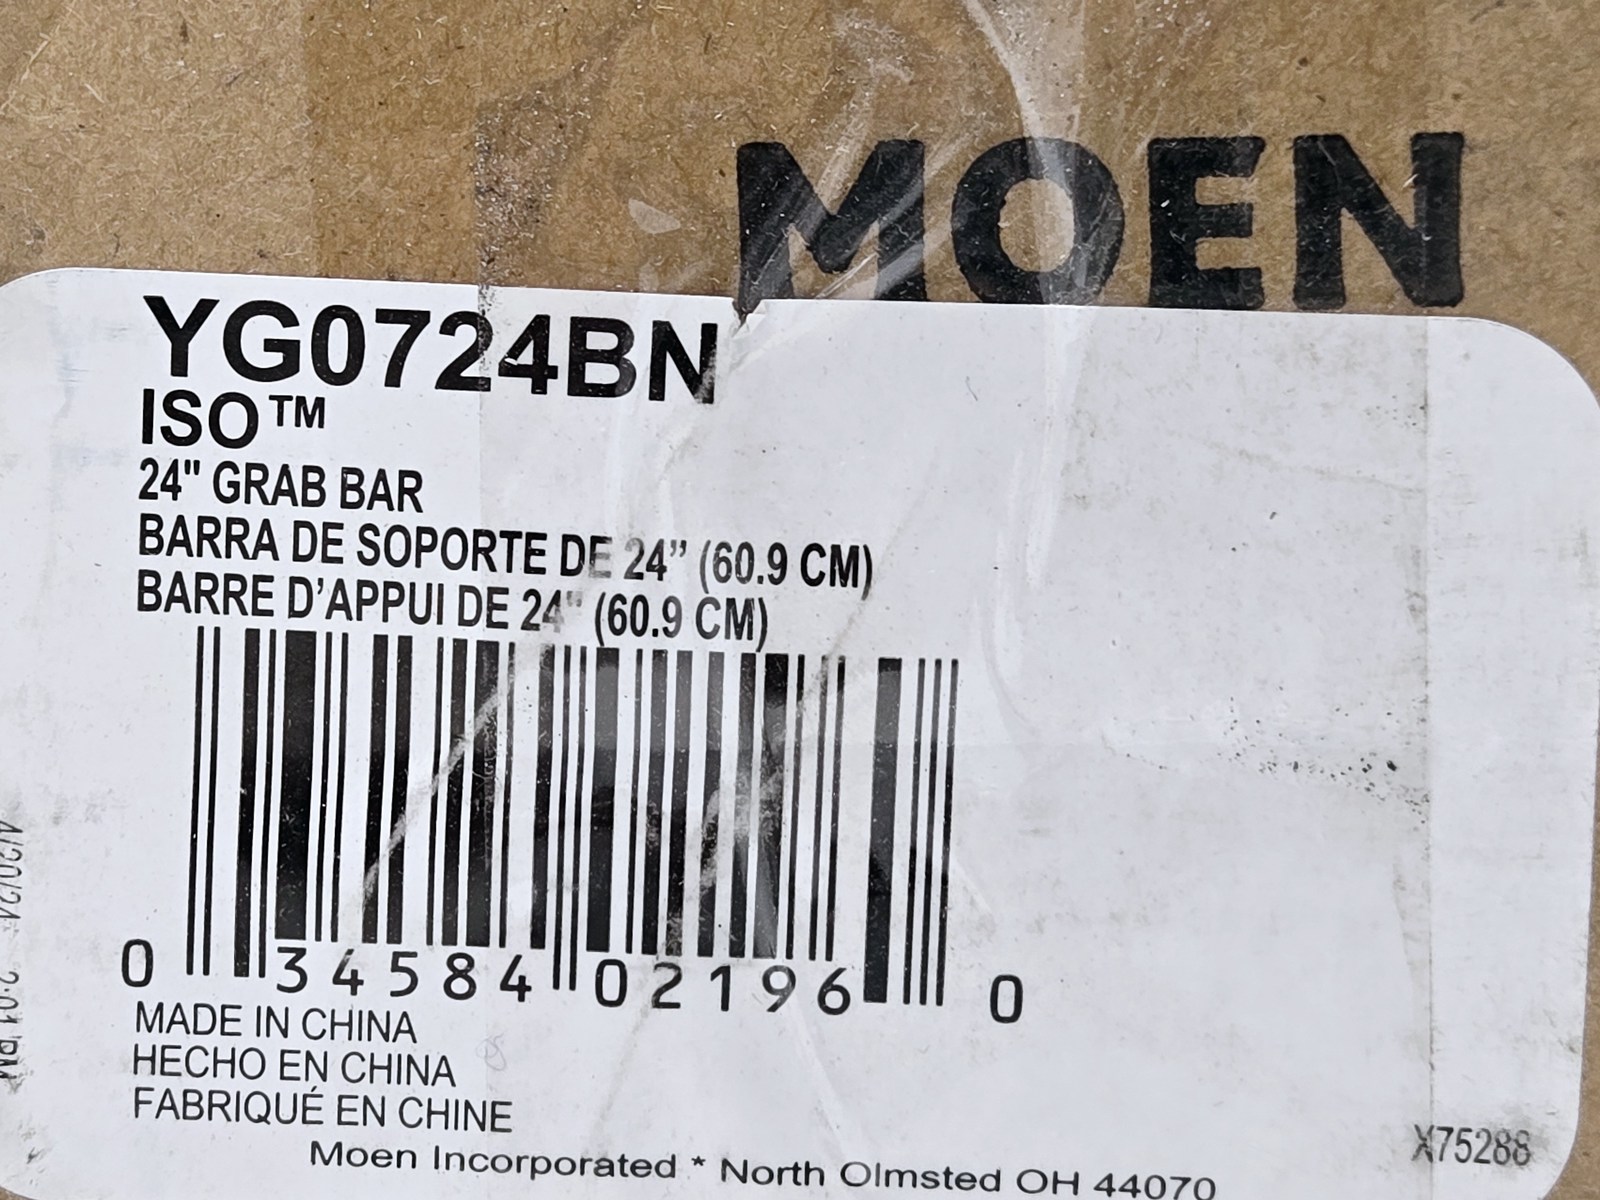 MOEN
YG0724BN
ISO™
24" GRAB BAR
BARRA DE SOPORTE DE 24” (60.9 CM)
BARRE D’APPUI DE 24" (60.9 CM)
0 34584 02196 0
MADE IN CHINA
HECHO EN CHINA
FABRIQUÉ EN CHINE
Moen Incorporated * North Olmsted OH 44070
X75288